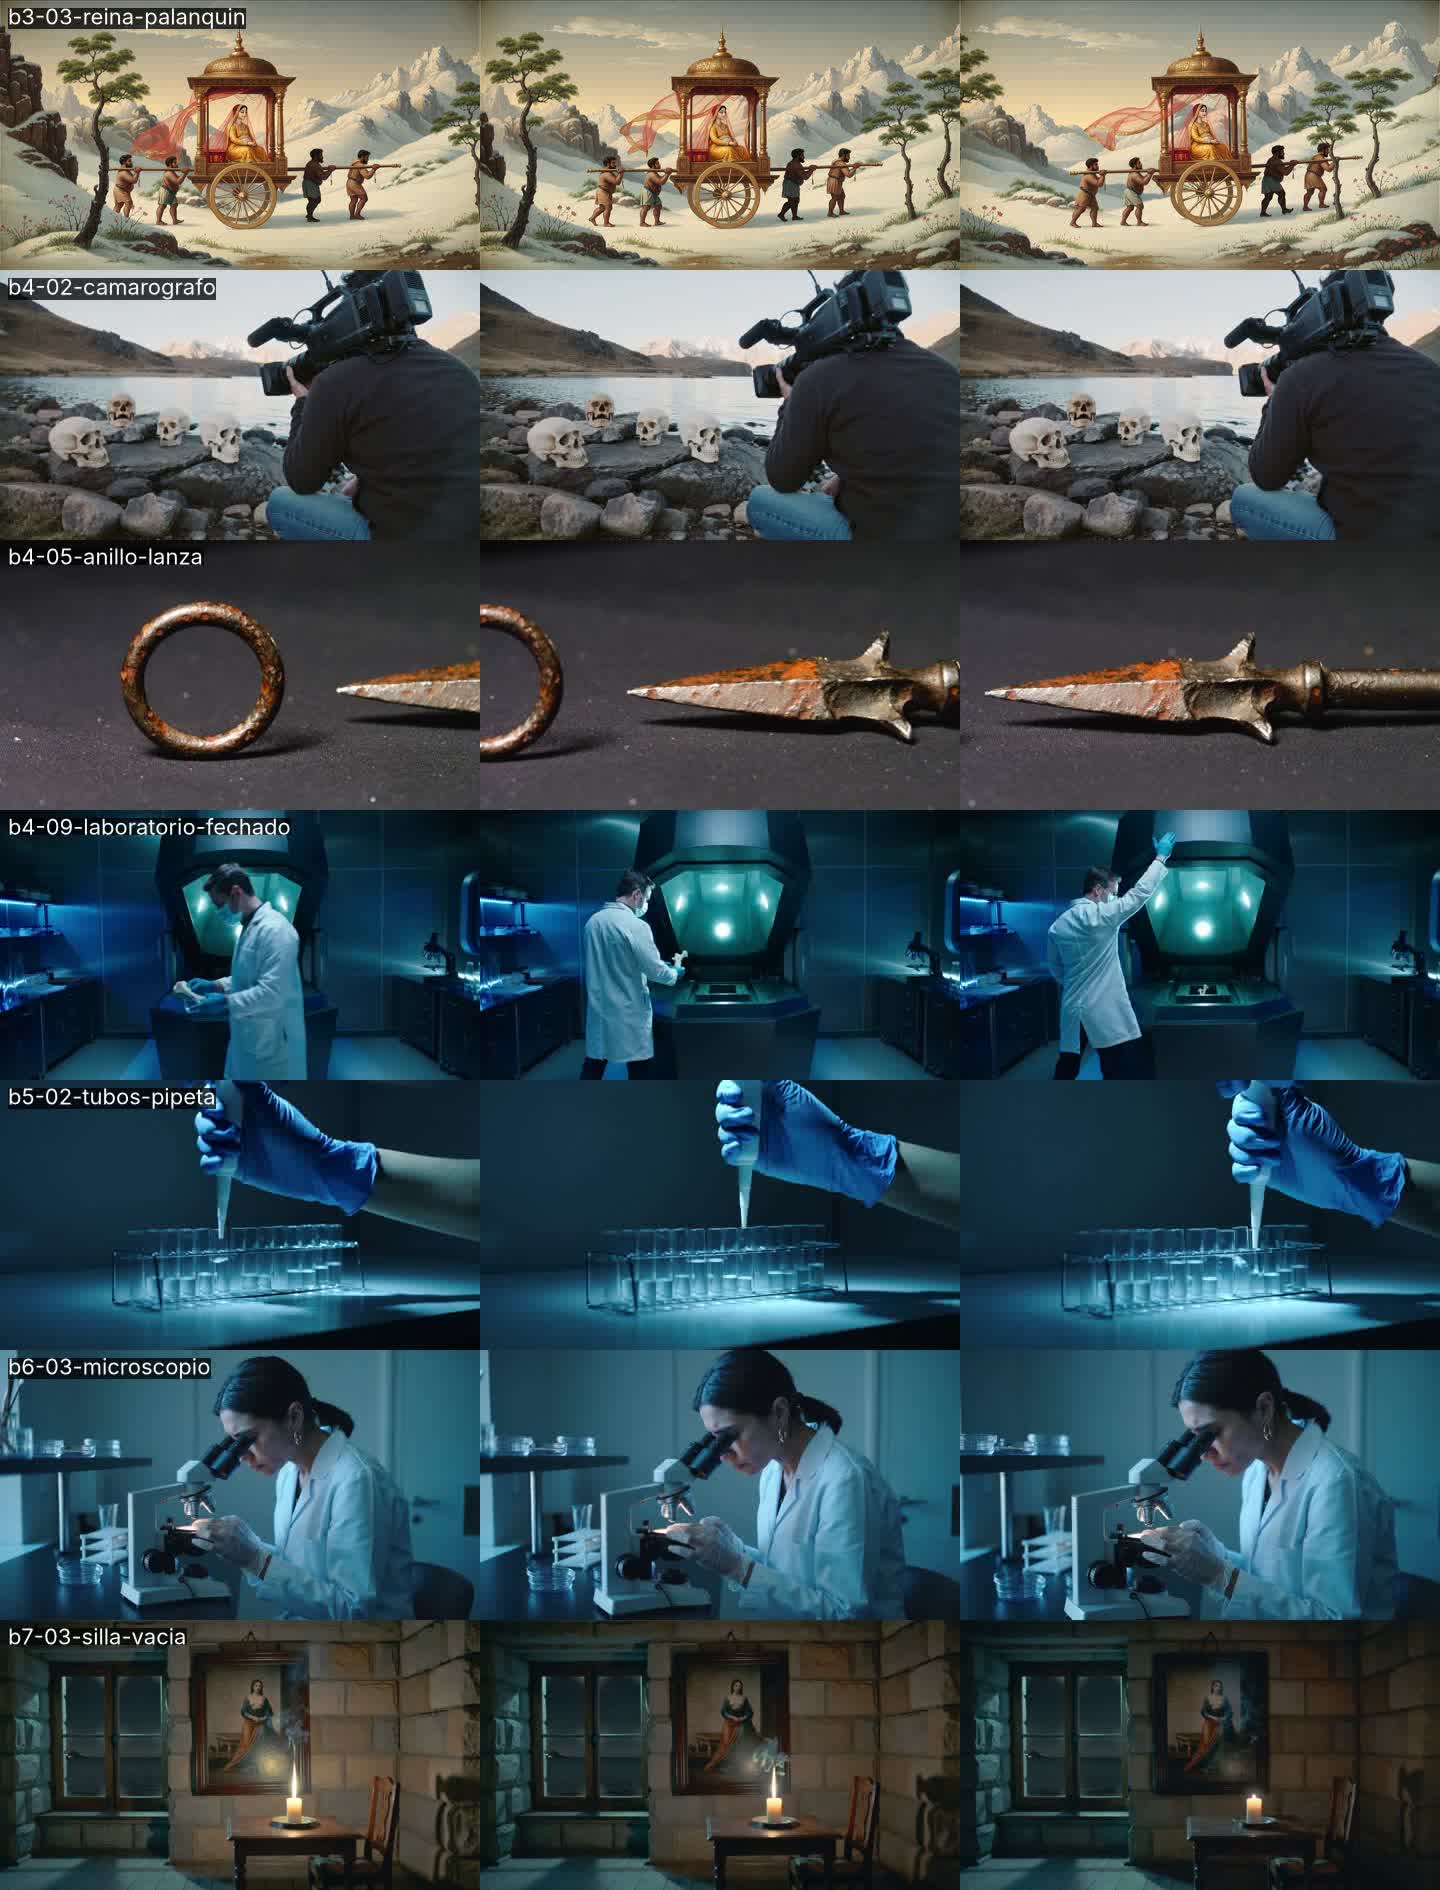 b3-03-reina-palanquin
b4-02-camarografo
b4-05-anillo-lanza
b4-09-laboratorio-fechado
b5-02-tubos-pipeta
b6-03-microscopio
b7-03-silla-vacia